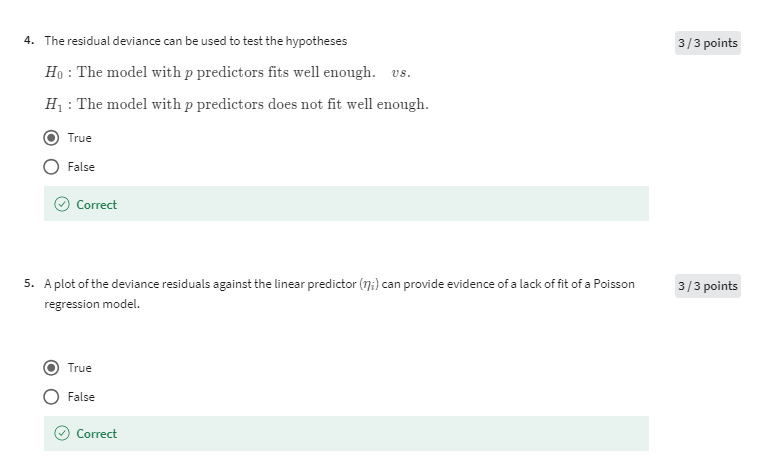 4. The residual deviance can be used to test the hypotheses
3 / 3 points
H₀ : The model with p predictors fits well enough. vs.
H₁ : The model with p predictors does not fit well enough.
True
False
Correct
5. A plot of the deviance residuals against the linear predictor (ηᵢ) can provide evidence of a lack of fit of a Poisson
regression model.
3 / 3 points
True
False
Correct